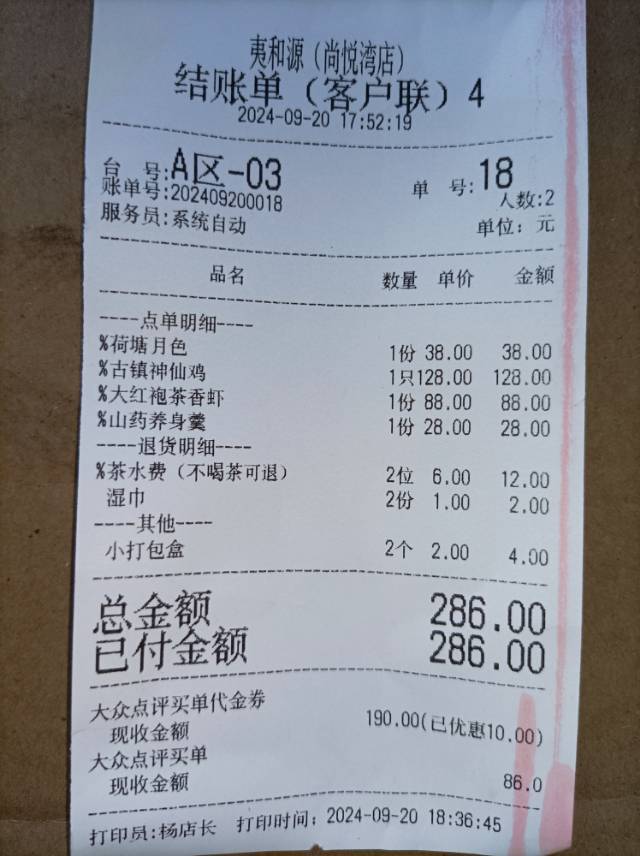 夷和源（尚悦湾店）
结账单（客户联）4
2024-09-20 17:52:19
台 号:A区-03 单 号:18
账单号:202409200018 人数:2
服务员:系统自动 单位：元
品名 数量 单价 金额
----点单明细----
%荷塘月色 1份 38.00 38.00
%古镇神仙鸡 1只128.00 128.00
%大红袍茶香虾 1份 88.00 88.00
%山药养身羹 1份 28.00 28.00
----退货明细----
%茶水费（不喝茶可退） 2位 6.00 12.00
湿巾 2份 1.00 2.00
----其他----
小打包盒 2个 2.00 4.00
总金额 286.00
已付金额 286.00
大众点评买单代金券
现收金额 190.00(已优惠10.00)
大众点评买单
现收金额 86.0
打印员:杨店长 打印时间：2024-09-20 18:36:45